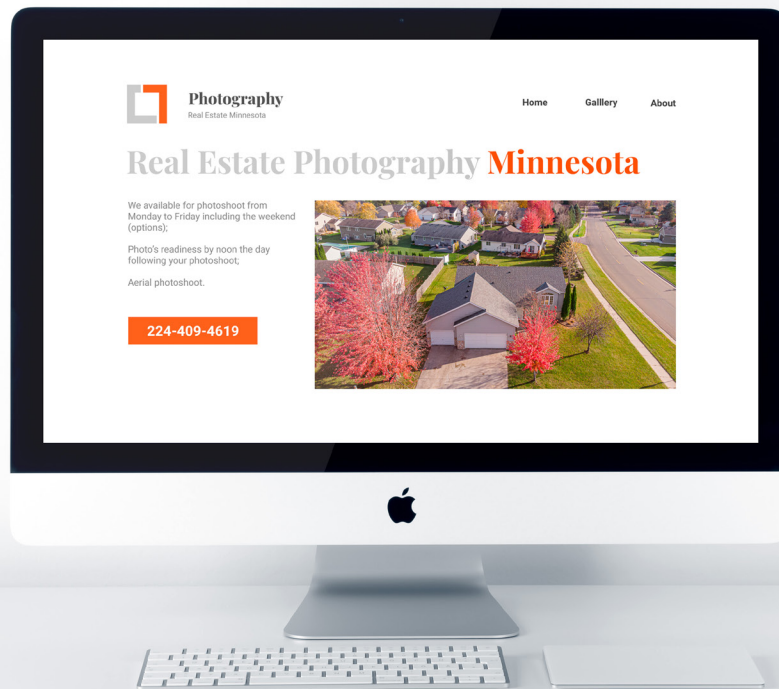 Photography
Real Estate Minnesota
Home Galllery About
Real Estate Photography Minnesota
We available for photoshoot from
Monday to Friday including the weekend
(options);
Photo's readiness by noon the day
following your photoshoot;
Aerial photoshoot.
224-409-4619